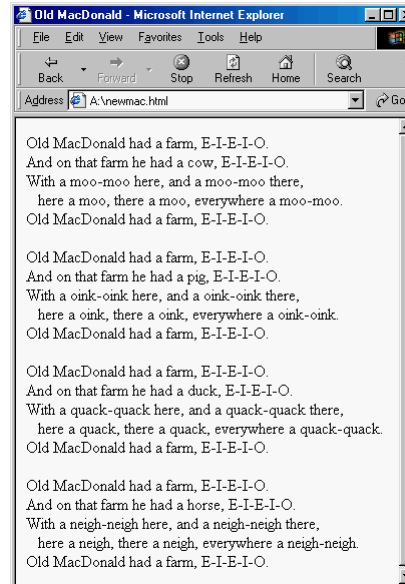 Old MacDonald - Microsoft Internet Explorer
File Edit View Favorites Tools Help
Back Forward Stop Refresh Home Search
Address A:\newmac.html Go
Old MacDonald had a farm, E-I-E-I-O.
And on that farm he had a cow, E-I-E-I-O.
With a moo-moo here, and a moo-moo there,
here a moo, there a moo, everywhere a moo-moo.
Old MacDonald had a farm, E-I-E-I-O.
Old MacDonald had a farm, E-I-E-I-O.
And on that farm he had a pig, E-I-E-I-O.
With a oink-oink here, and a oink-oink there,
here a oink, there a oink, everywhere a oink-oink.
Old MacDonald had a farm, E-I-E-I-O.
Old MacDonald had a farm, E-I-E-I-O.
And on that farm he had a duck, E-I-E-I-O.
With a quack-quack here, and a quack-quack there,
here a quack, there a quack, everywhere a quack-quack.
Old MacDonald had a farm, E-I-E-I-O.
Old MacDonald had a farm, E-I-E-I-O.
And on that farm he had a horse, E-I-E-I-O.
With a neigh-neigh here, and a neigh-neigh there,
here a neigh, there a neigh, everywhere a neigh-neigh.
Old MacDonald had a farm, E-I-E-I-O.